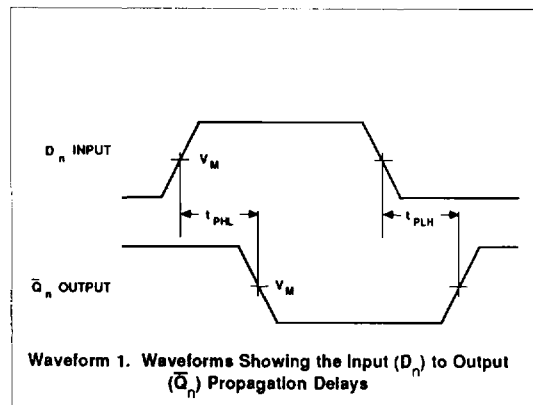 Dn INPUT
VM
tPHL
tPLH
Q̅n OUTPUT
VM
Waveform 1. Waveforms Showing the Input (Dn) to Output
(Q̅n) Propagation Delays